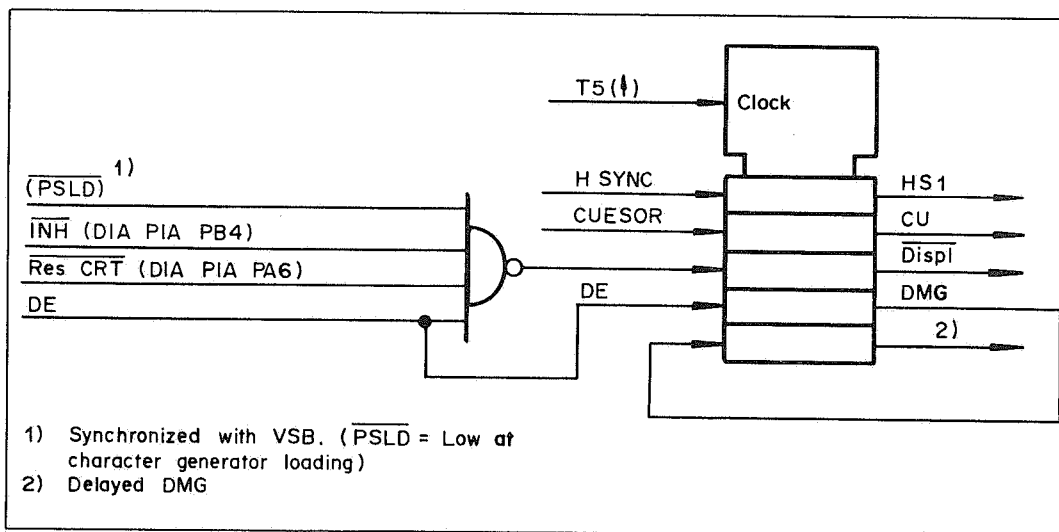 T5(↑)
Clock
(PSLD) 1)
H SYNC
HS1
INH (DIA PIA PB4)
CUESOR
CU
Res CRT (DIA PIA PA6)
Displ
DE
DE
DMG
2)
1) Synchronized with VSB. (PSLD = Low at
character generator loading)
2) Delayed DMG